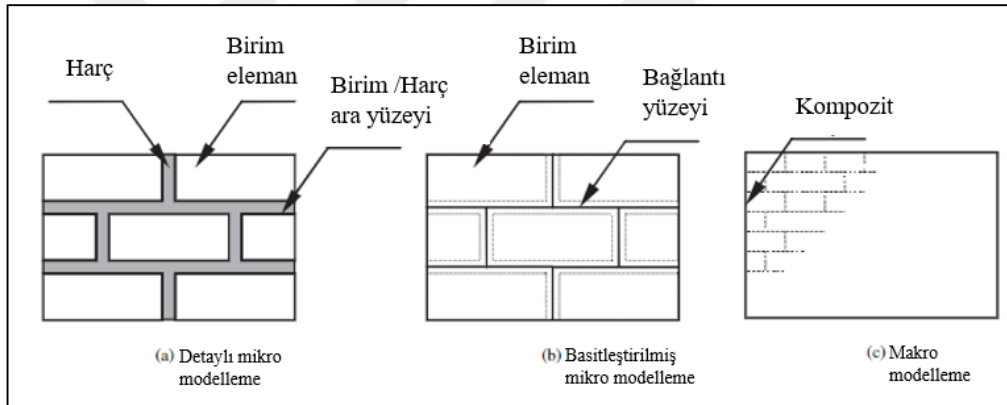 Harç
Birim
eleman
Birim /Harç
ara yüzeyi
Birim
eleman
Bağlantı
yüzeyi
Kompozit
(a) Detaylı mikro
modelleme
(b) Basitleştirilmiş
mikro modelleme
(c) Makro
modelleme